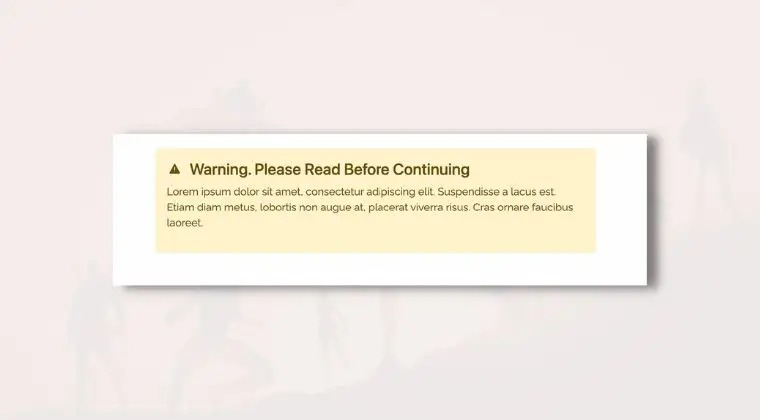 Warning. Please Read Before Continuing
Lorem ipsum dolor sit amet, consectetur adipiscing elit. Suspendisse a lacus est.
Etiam diam metus, lobortis non augue at, placerat viverra risus. Cras ornare faucibus
laoreet.